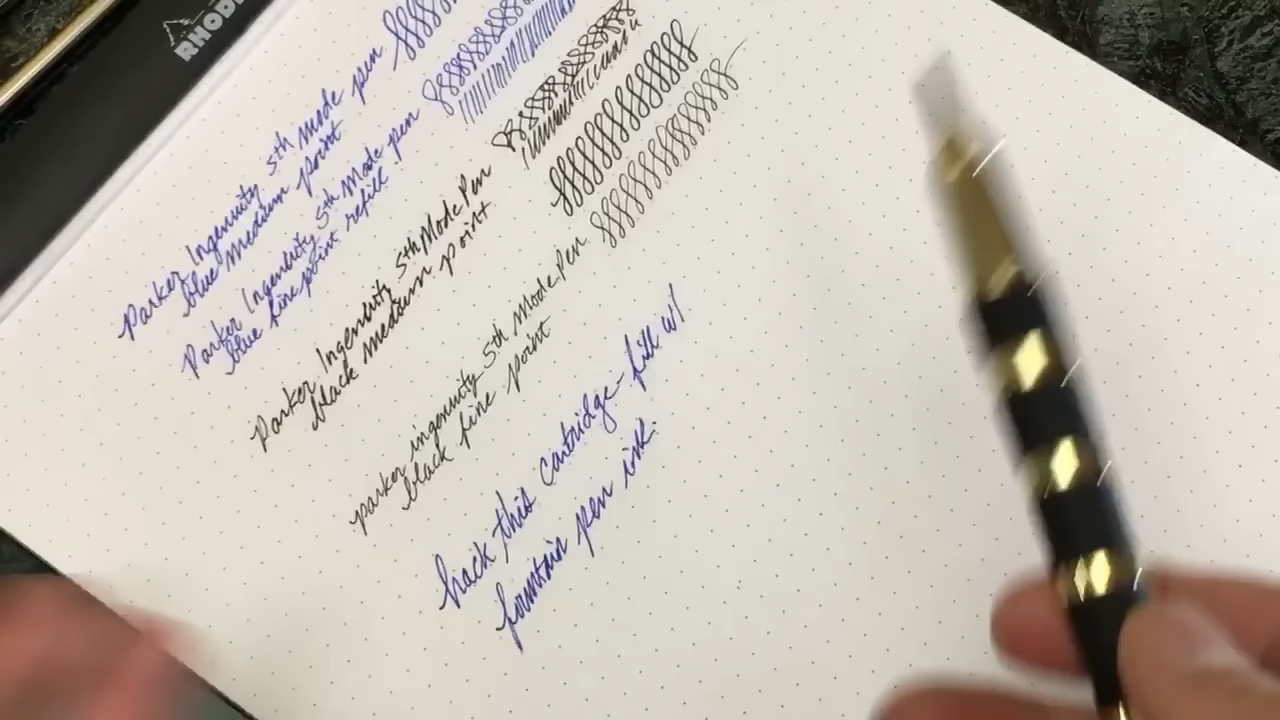 RHODI
Parker Ingenuity 5th mode pen
blue medium point
Parker Ingenuity 5th Mode pen
blue fine point refill
Parker Ingenuity 5th Mode Pen
black medium point
parker ingenuity 5th Mode Pen
black fine point
hack this cartridge - fill w/
fountain pen ink.